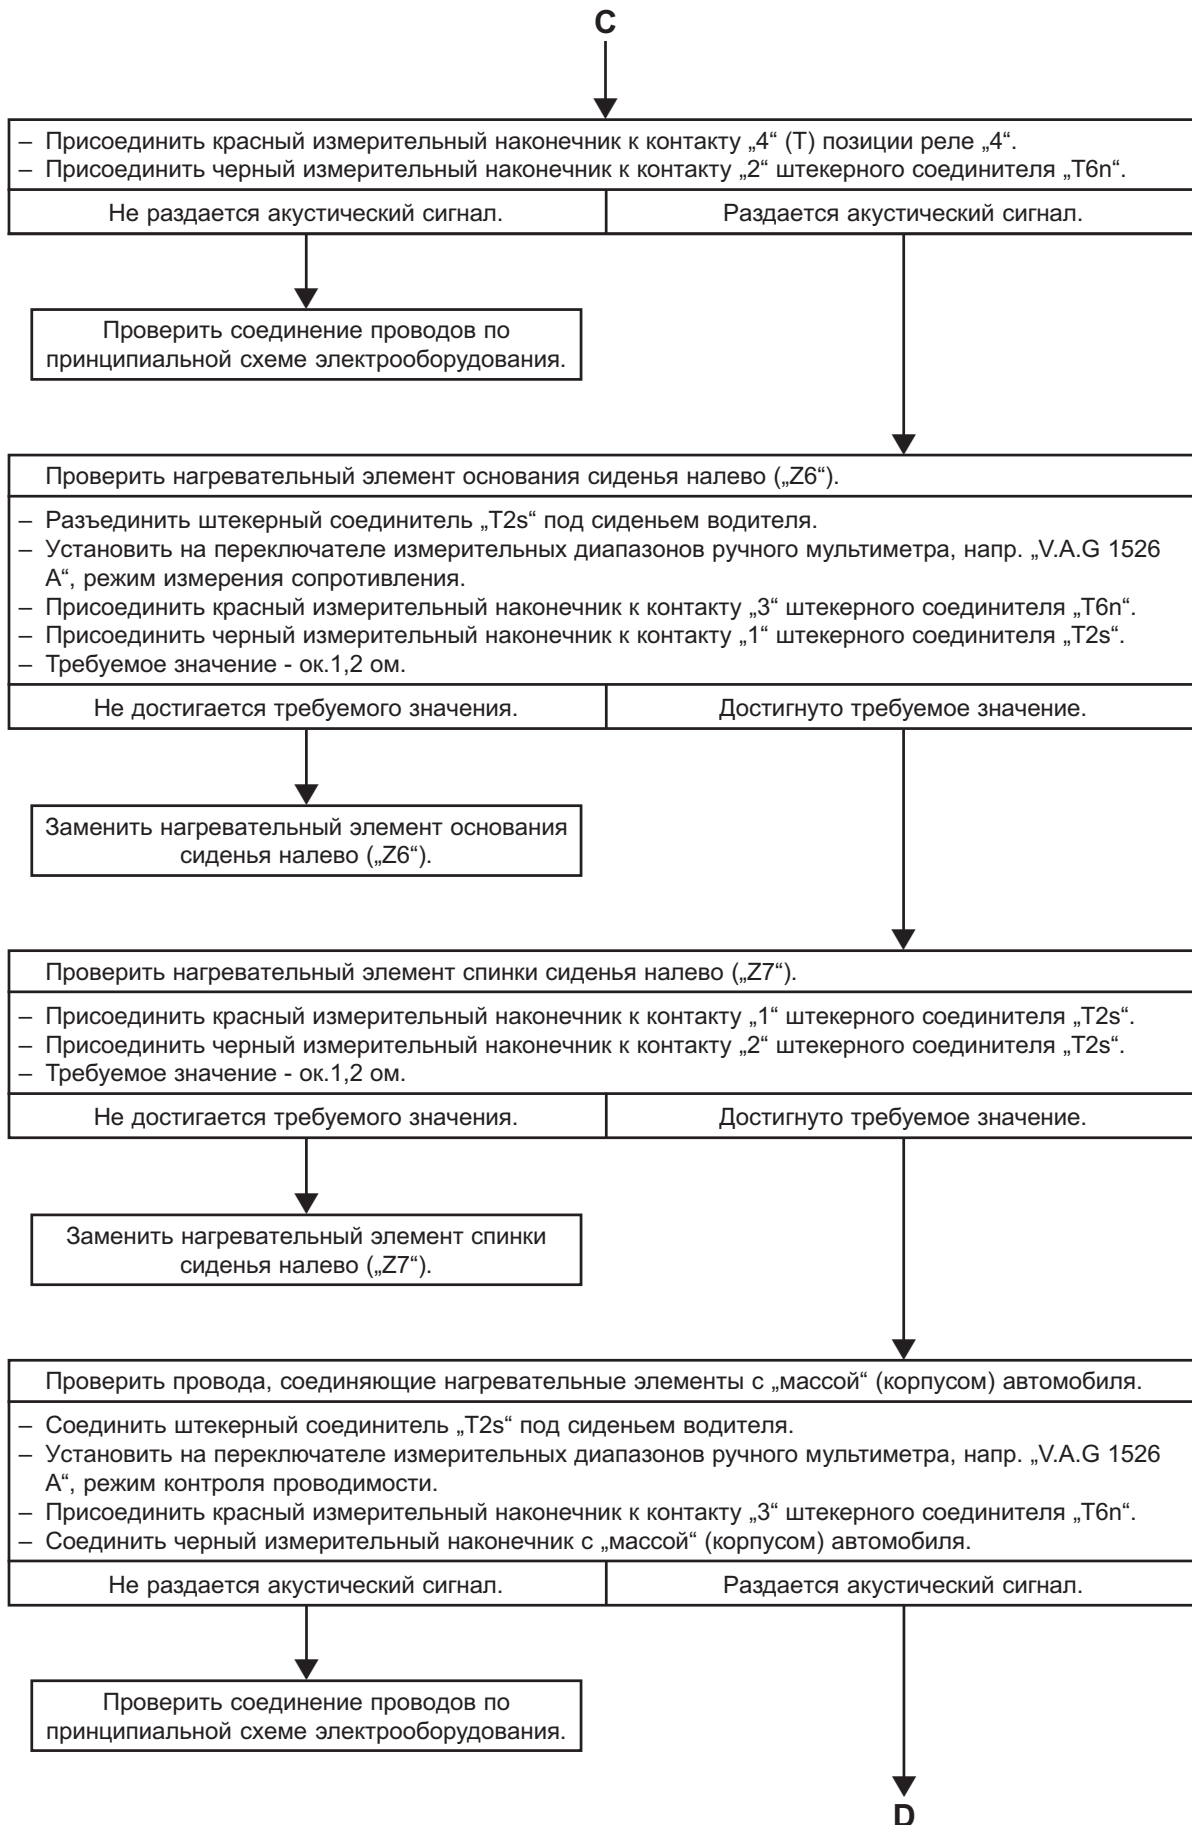 C
– Присоединить красный измерительный наконечник к контакту „4“ (T) позиции реле „4“.
– Присоединить черный измерительный наконечник к контакту „2“ штекерного соединителя „T6n“.
Не раздается акустический сигнал.
Раздается акустический сигнал.
Проверить соединение проводов по
принципиальной схеме электрооборудования.
Проверить нагревательный элемент основания сиденья налево („Z6“).
– Разъединить штекерный соединитель „T2s“ под сиденьем водителя.
– Установить на переключателе измерительных диапазонов ручного мультиметра, напр. „V.A.G 1526
A“, режим измерения сопротивления.
– Присоединить красный измерительный наконечник к контакту „3“ штекерного соединителя „T6n“.
– Присоединить черный измерительный наконечник к контакту „1“ штекерного соединителя „T2s“.
– Требуемое значение - ок.1,2 ом.
Не достигается требуемого значения.
Достигнуто требуемое значение.
Заменить нагревательный элемент основания
сиденья налево („Z6“).
Проверить нагревательный элемент спинки сиденья налево („Z7“).
– Присоединить красный измерительный наконечник к контакту „1“ штекерного соединителя „T2s“.
– Присоединить черный измерительный наконечник к контакту „2“ штекерного соединителя „T2s“.
– Требуемое значение - ок.1,2 ом.
Не достигается требуемого значения.
Достигнуто требуемое значение.
Заменить нагревательный элемент спинки
сиденья налево („Z7“).
Проверить провода, соединяющие нагревательные элементы с „массой“ (корпусом) автомобиля.
– Соединить штекерный соединитель „T2s“ под сиденьем водителя.
– Установить на переключателе измерительных диапазонов ручного мультиметра, напр. „V.A.G 1526
A“, режим контроля проводимости.
– Присоединить красный измерительный наконечник к контакту „3“ штекерного соединителя „T6n“.
– Соединить черный измерительный наконечник с „массой“ (корпусом) автомобиля.
Не раздается акустический сигнал.
Раздается акустический сигнал.
Проверить соединение проводов по
принципиальной схеме электрооборудования.
D